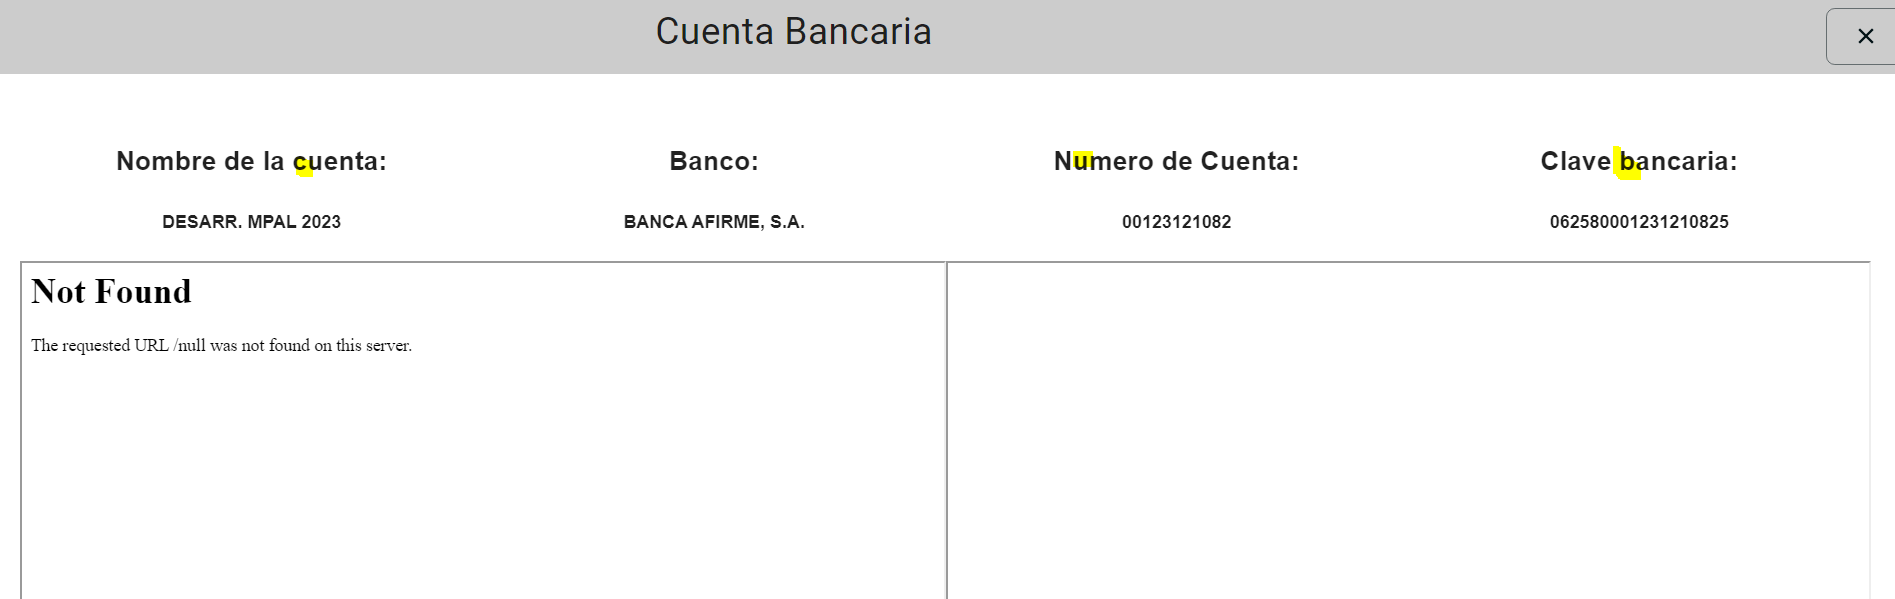 Cuenta Bancaria
Nombre de la cuenta: Banco: Numero de Cuenta: Clave bancaria:
DESARR. MPAL 2023 BANCA AFIRME, S.A. 00123121082 062580001231210825
Not Found
The requested URL /null was not found on this server.